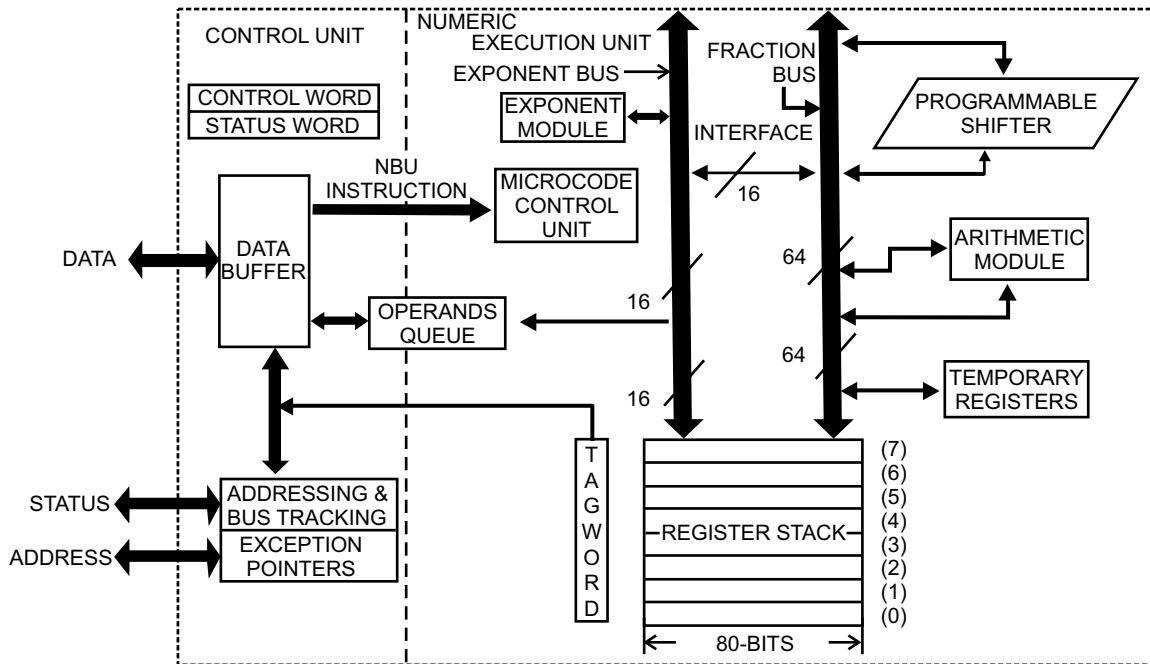 CONTROL UNIT
NUMERIC
EXECUTION UNIT
EXPONENT BUS
FRACTION
BUS
CONTROL WORD
STATUS WORD
EXPONENT
MODULE
INTERFACE
16
PROGRAMMABLE
SHIFTER
NBU
INSTRUCTION
MICROCODE
CONTROL
UNIT
DATA
DATA
BUFFER
64
ARITHMETIC
MODULE
16
OPERANDS
QUEUE
64
16
TEMPORARY
REGISTERS
STATUS
ADDRESSING &
BUS TRACKING
ADDRESS
EXCEPTION
POINTERS
T
A
G
W
O
R
D
REGISTER STACK
(7)
(6)
(5)
(4)
(3)
(2)
(1)
(0)
80-BITS